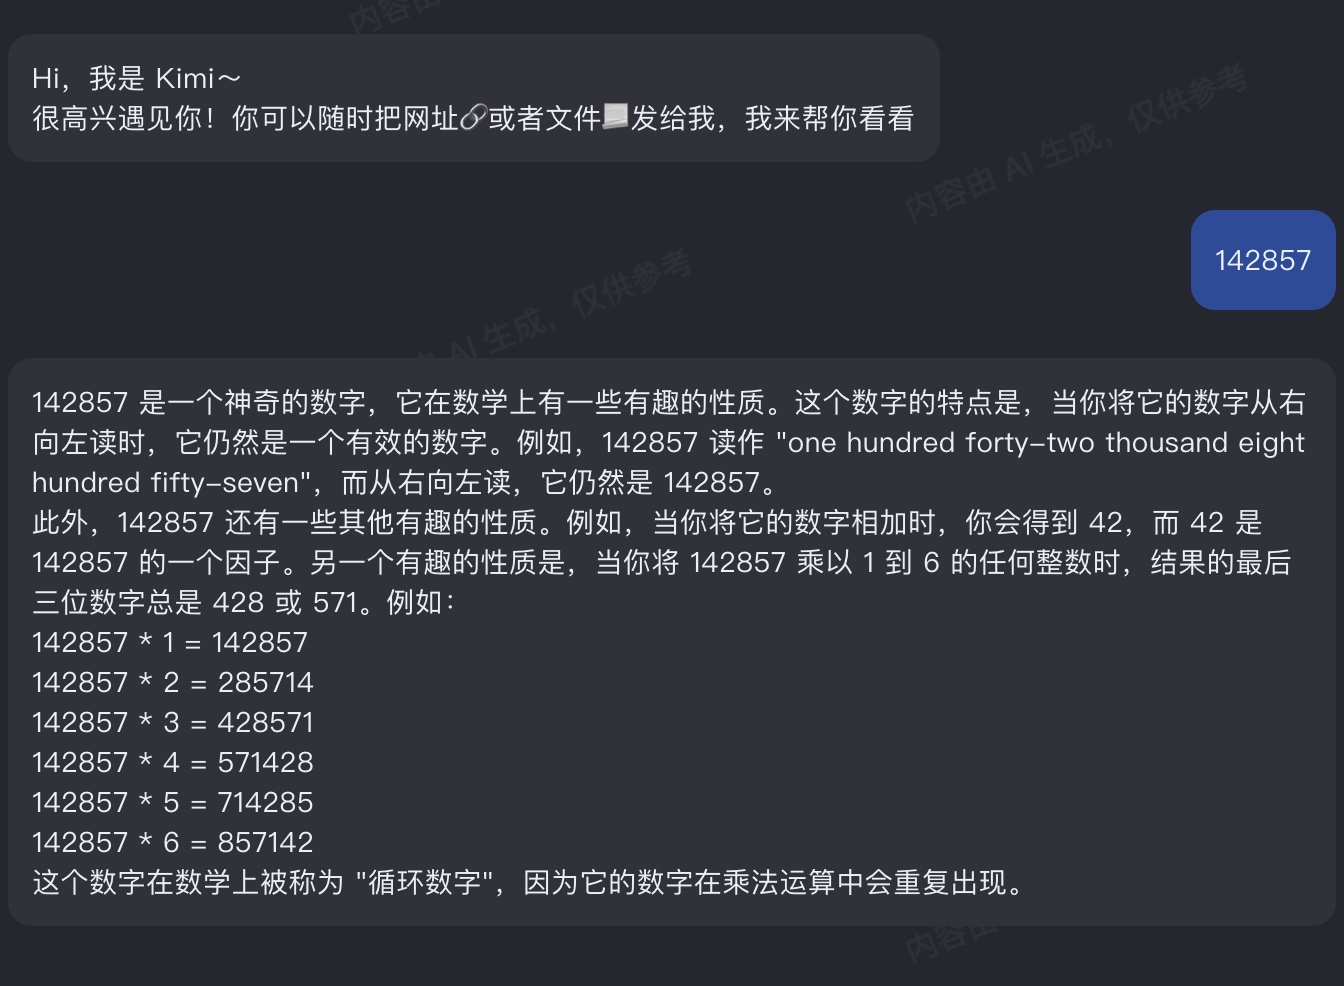 内容由
Hi，我是 Kimi～
很高兴遇见你！你可以随时把网址🔗或者文件📃发给我，我来帮你看看
内容由 AI 生成，仅供参考
142857
由 AI 生成，仅供参考
142857 是一个神奇的数字，它在数学上有一些有趣的性质。这个数字的特点是，当你将它的数字从右
向左读时，它仍然是一个有效的数字。例如，142857 读作 "one hundred forty-two thousand eight
hundred fifty-seven"，而从右向左读，它仍然是 142857。
此外，142857 还有一些其他有趣的性质。例如，当你将它的数字相加时，你会得到 42，而 42 是
142857 的一个因子。另一个有趣的性质是，当你将 142857 乘以 1 到 6 的任何整数时，结果的最后
三位数字总是 428 或 571。例如：
142857 * 1 = 142857
142857 * 2 = 285714
142857 * 3 = 428571
142857 * 4 = 571428
142857 * 5 = 714285
142857 * 6 = 857142
这个数字在数学上被称为 "循环数字"，因为它的数字在乘法运算中会重复出现。
内容由